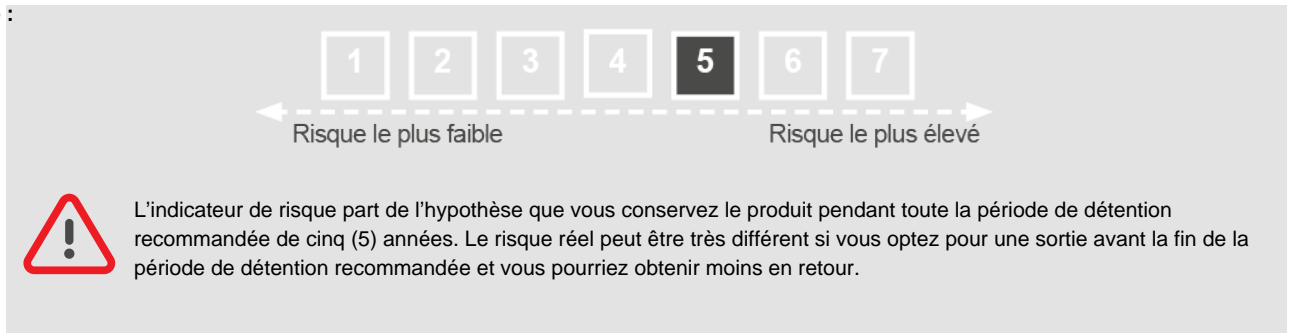 :
1 2 3 4 5 6 7
Risque le plus faible Risque le plus élevé
L'indicateur de risque part de l'hypothèse que vous conservez le produit pendant toute la période de détention
recommandée de cinq (5) années. Le risque réel peut être très différent si vous optez pour une sortie avant la fin de la
période de détention recommandée et vous pourriez obtenir moins en retour.